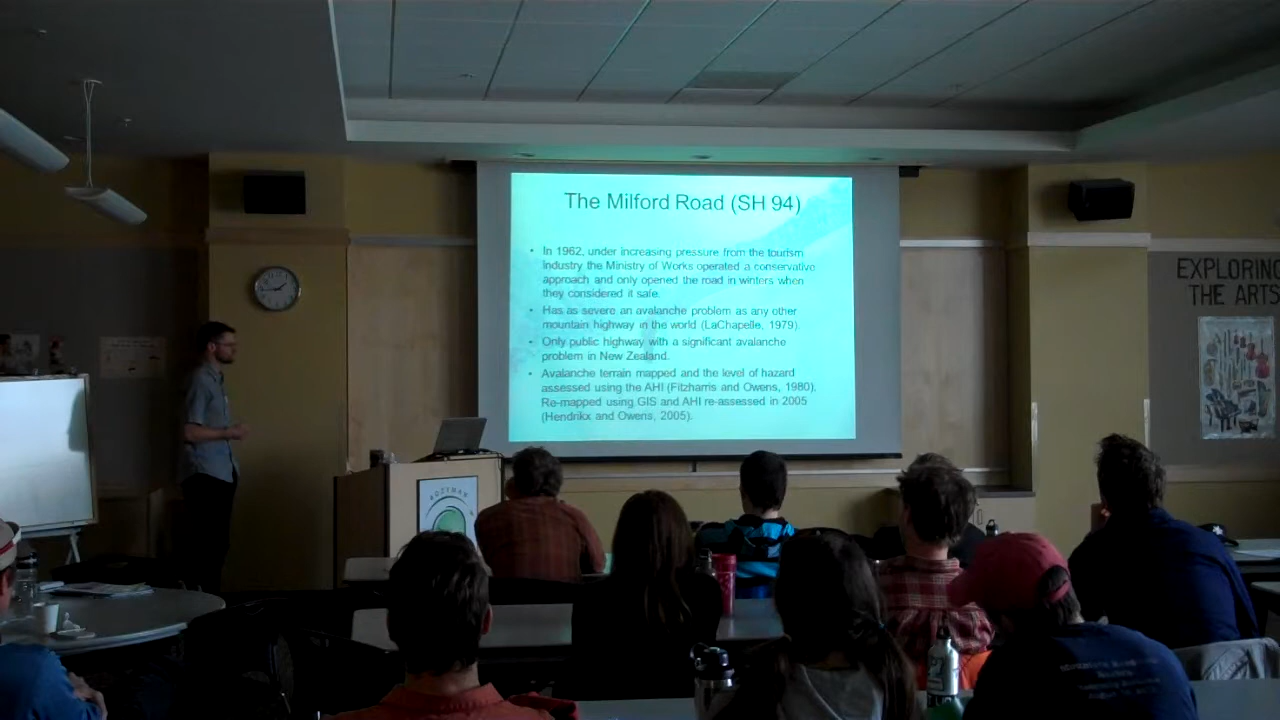 The Milford Road (SH 94)
• In 1962, under increasing pressure from the tourism
industry the Ministry of Works operated a conservative
approach and only opened the road in winters when
they considered it safe.
• Has as severe an avalanche problem as any other
mountain highway in the world (LaChapelle, 1979).
• Only public highway with a significant avalanche
problem in New Zealand.
• Avalanche terrain mapped and the level of hazard
assessed using the AHI (Fitzharris and Owens, 1980).
Re-mapped using GIS and AHI re-assessed in 2005
(Hendrikx and Owens, 2005).
EXPLORING
THE ARTS
BOZEMAN